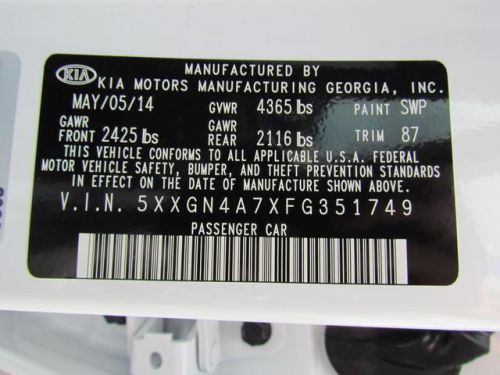 MANUFACTURED BY
KIA KIA MOTORS MANUFACTURING GEORGIA, INC.
MAY/05/14 GVWR 4365 lbs PAINT SWP
GAWR FRONT 2425 lbs GAWR REAR 2116 lbs TRIM 87
THIS VEHICLE CONFORMS TO ALL APPLICABLE U.S.A. FEDERAL
MOTOR VEHICLE SAFETY, BUMPER, AND THEFT PREVENTION STANDARDS
IN EFFECT ON THE DATE OF MANUFACTURE SHOWN ABOVE.
V.I.N. 5XXGN4A7XFG351749
PASSENGER CAR